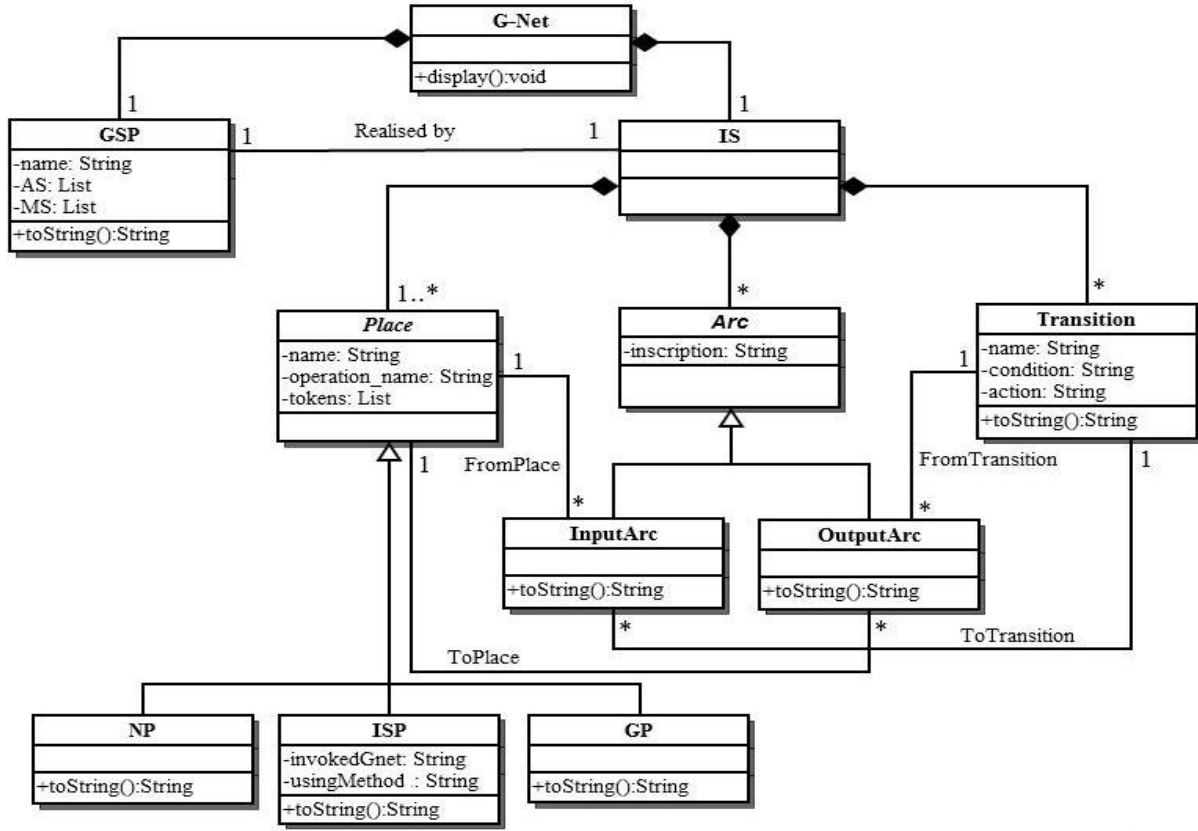 G-Net
+display():void
1
1
GSP
-name: String
-AS: List
-MS: List
+toString():String
1
Realised by
1
IS
1..*
*
*
Place
-name: String
-operation_name: String
-tokens: List
Arc
-inscription: String
Transition
-name: String
-condition: String
-action: String
+toString():String
1
1
1
FromPlace
FromTransition
1
*
*
InputArc
+toString():String
OutputArc
+toString():String
*
*
ToTransition
ToPlace
NP
+toString():String
ISP
-invokedGnet: String
-usingMethod : String
+toString():String
GP
+toString():String